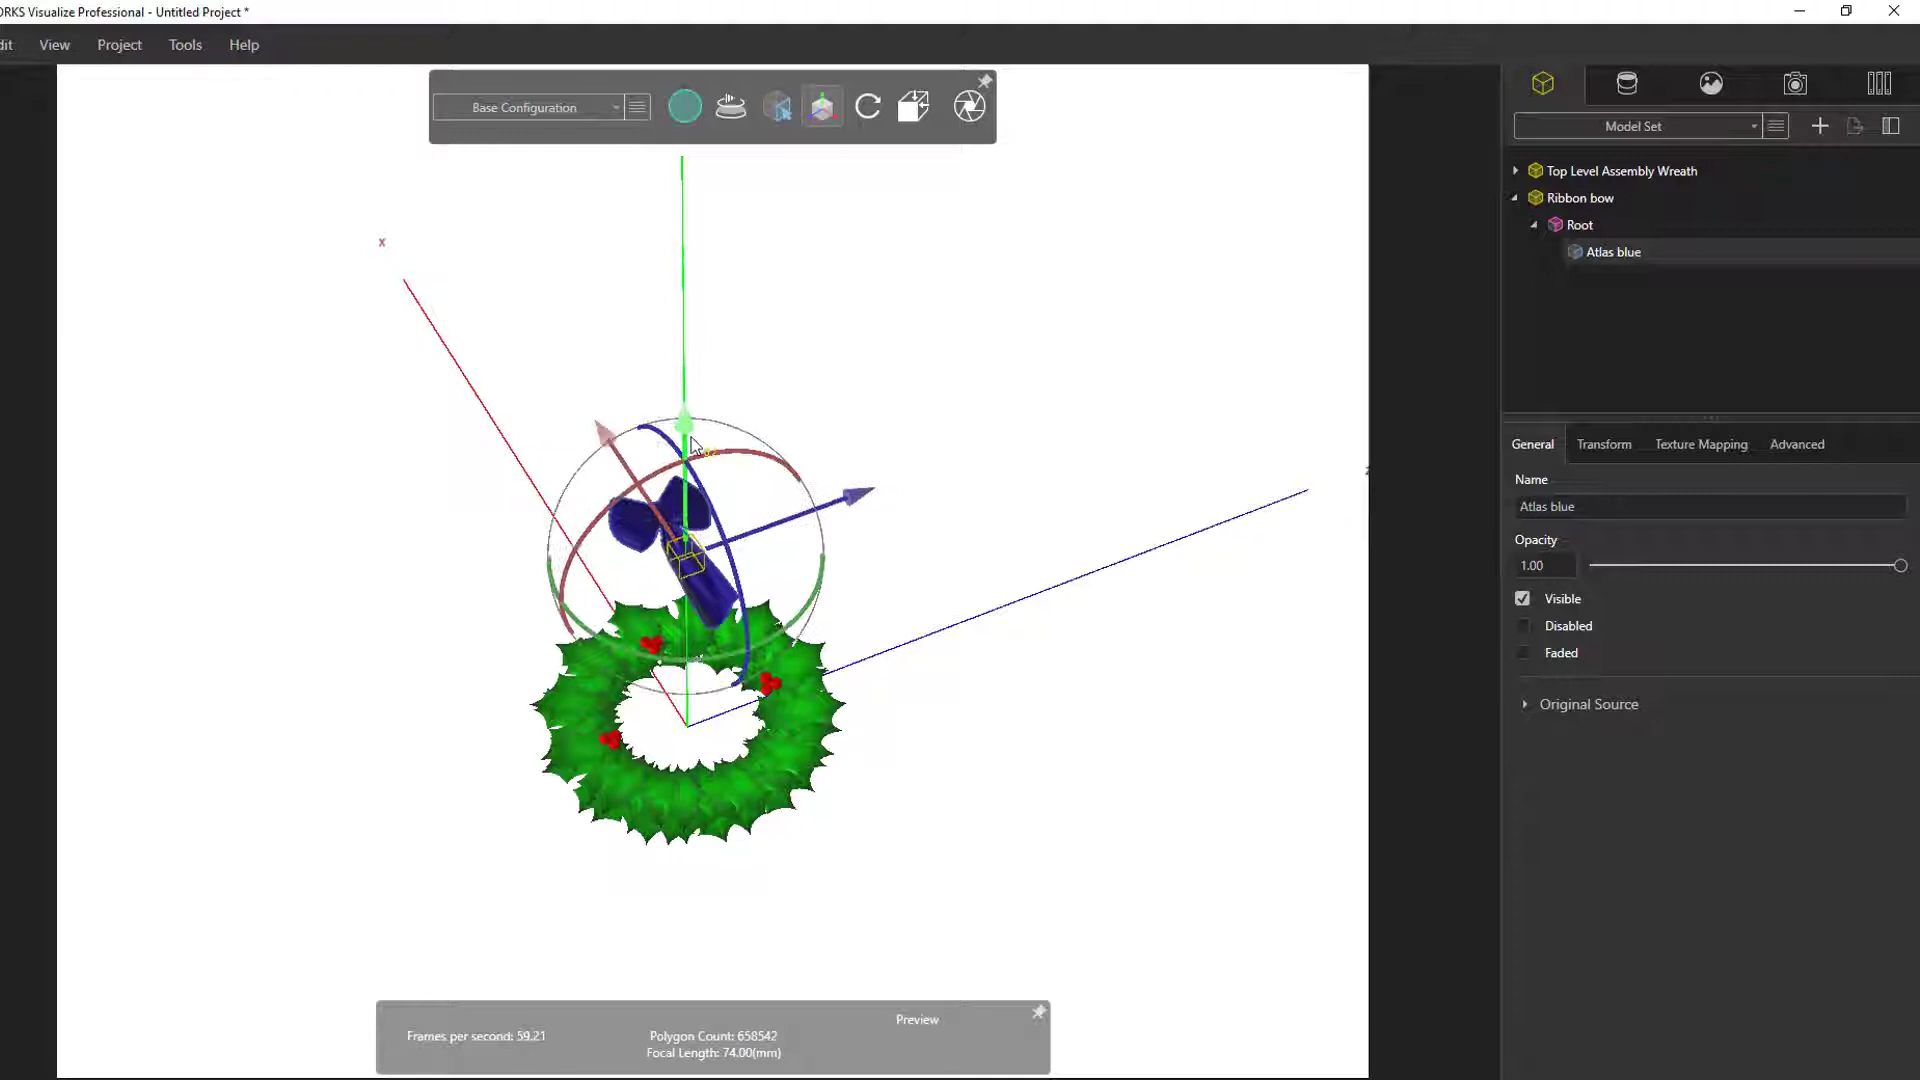 ORKS Visualize Professional - Untitled Project *
dit View Project Tools Help
Base Configuration
Model Set
Top Level Assembly Wreath
Ribbon bow
Root
Atlas blue
x
General Transform Texture Mapping Advanced
Name
Atlas blue
Opacity
1.00
Visible
Disabled
Faded
Original Source
Preview
Frames per second: 59.21
Polygon Count: 658542
Focal Length: 74.00(mm)